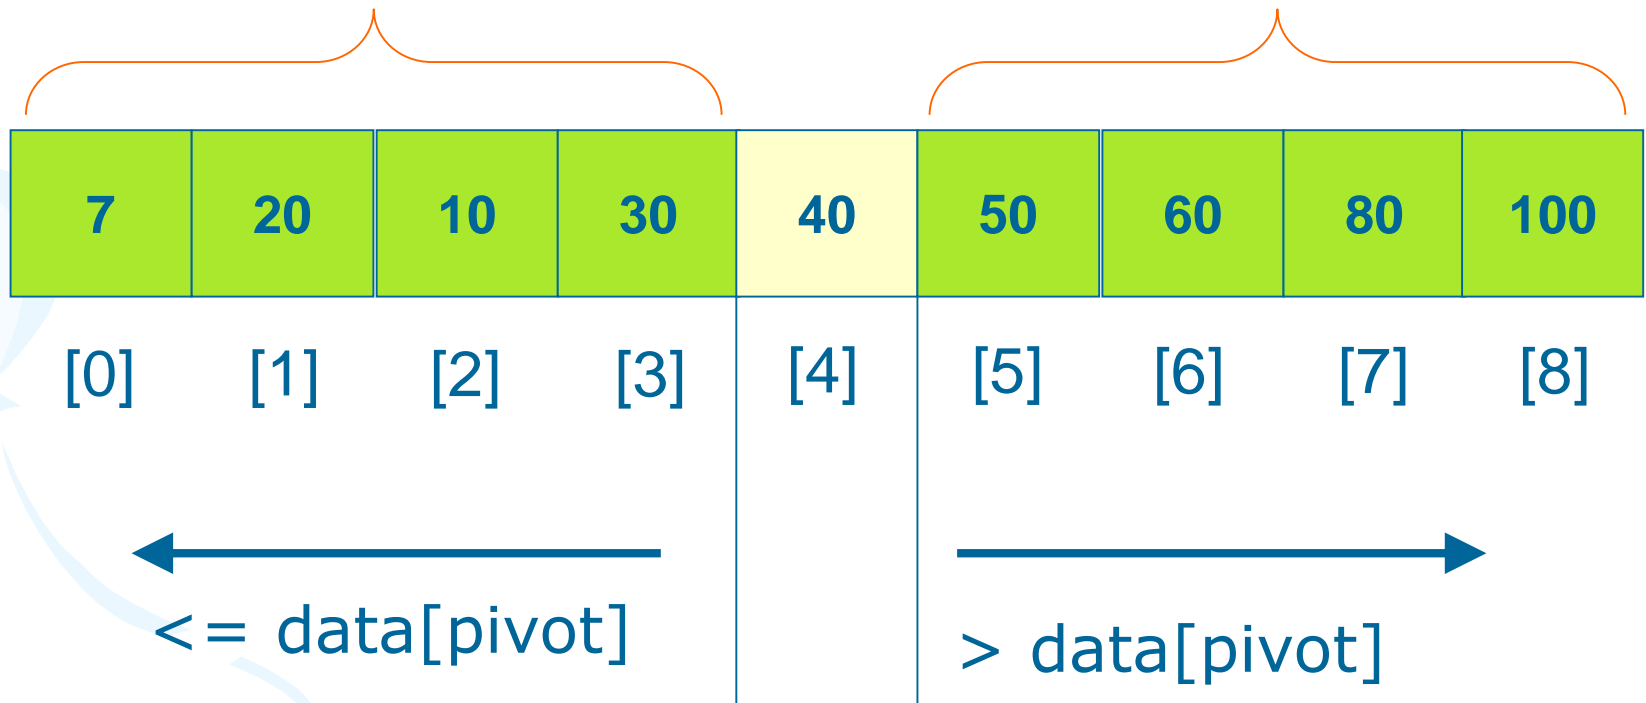 7 20 10 30 40 50 60 80 100
[0] [1] [2] [3] [4] [5] [6] [7] [8]
<= data[pivot]
> data[pivot]